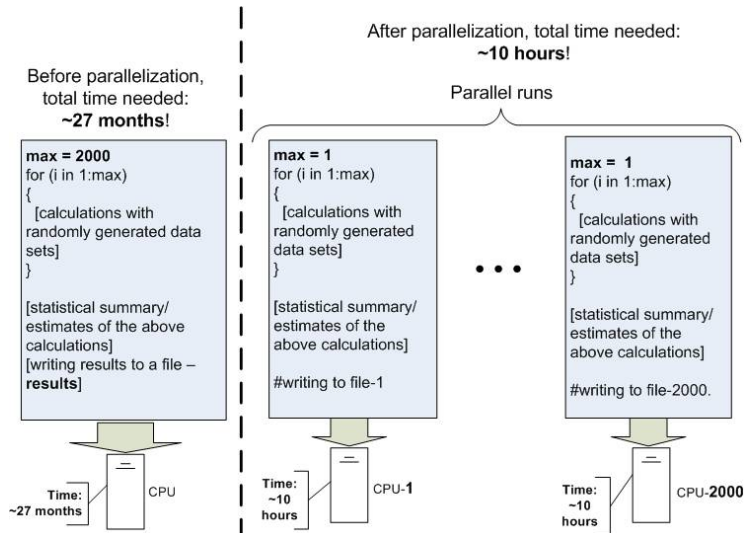 Before parallelization,
total time needed:
~27 months!
max = 2000
for (i in 1:max)
{
[calculations with
randomly generated data
sets]
}
[statistical summary/
estimates of the above
calculations]
[writing results to a file –
results]
Time:
~27 months
CPU
After parallelization, total time needed:
~10 hours!
Parallel runs
max = 1
for (i in 1:max)
{
[calculations with
randomly generated
data sets]
}
[statistical summary/
estimates of the
above calculations]
#writing to file-1
Time:
~10
hours
CPU-1
• • •
max = 1
for (i in 1:max)
{
[calculations with
randomly generated
data sets]
}
[statistical summary/
estimates of the
above calculations]
#writing to file-2000.
Time:
~10
hours
CPU-2000